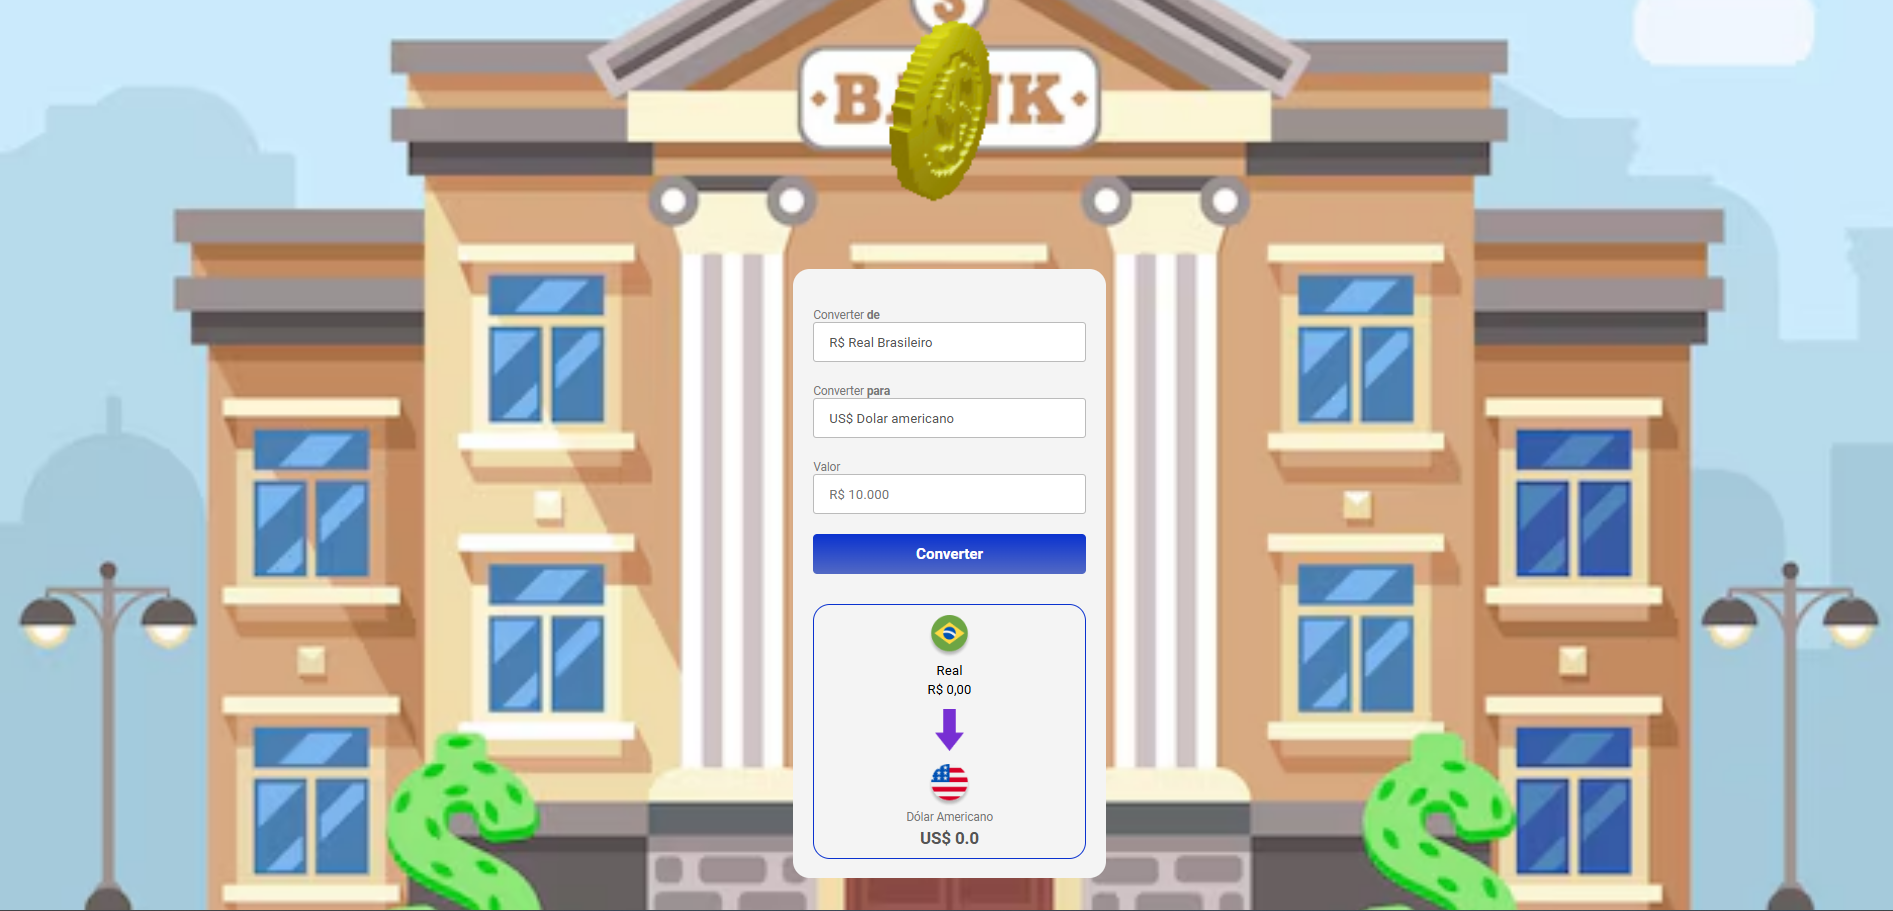 $
B NK
Converter de
R$ Real Brasileiro
Converter para
US$ Dolar americano
Valor
R$ 10.000
Converter
Real
R$ 0,00
Dólar Americano
US$ 0.0